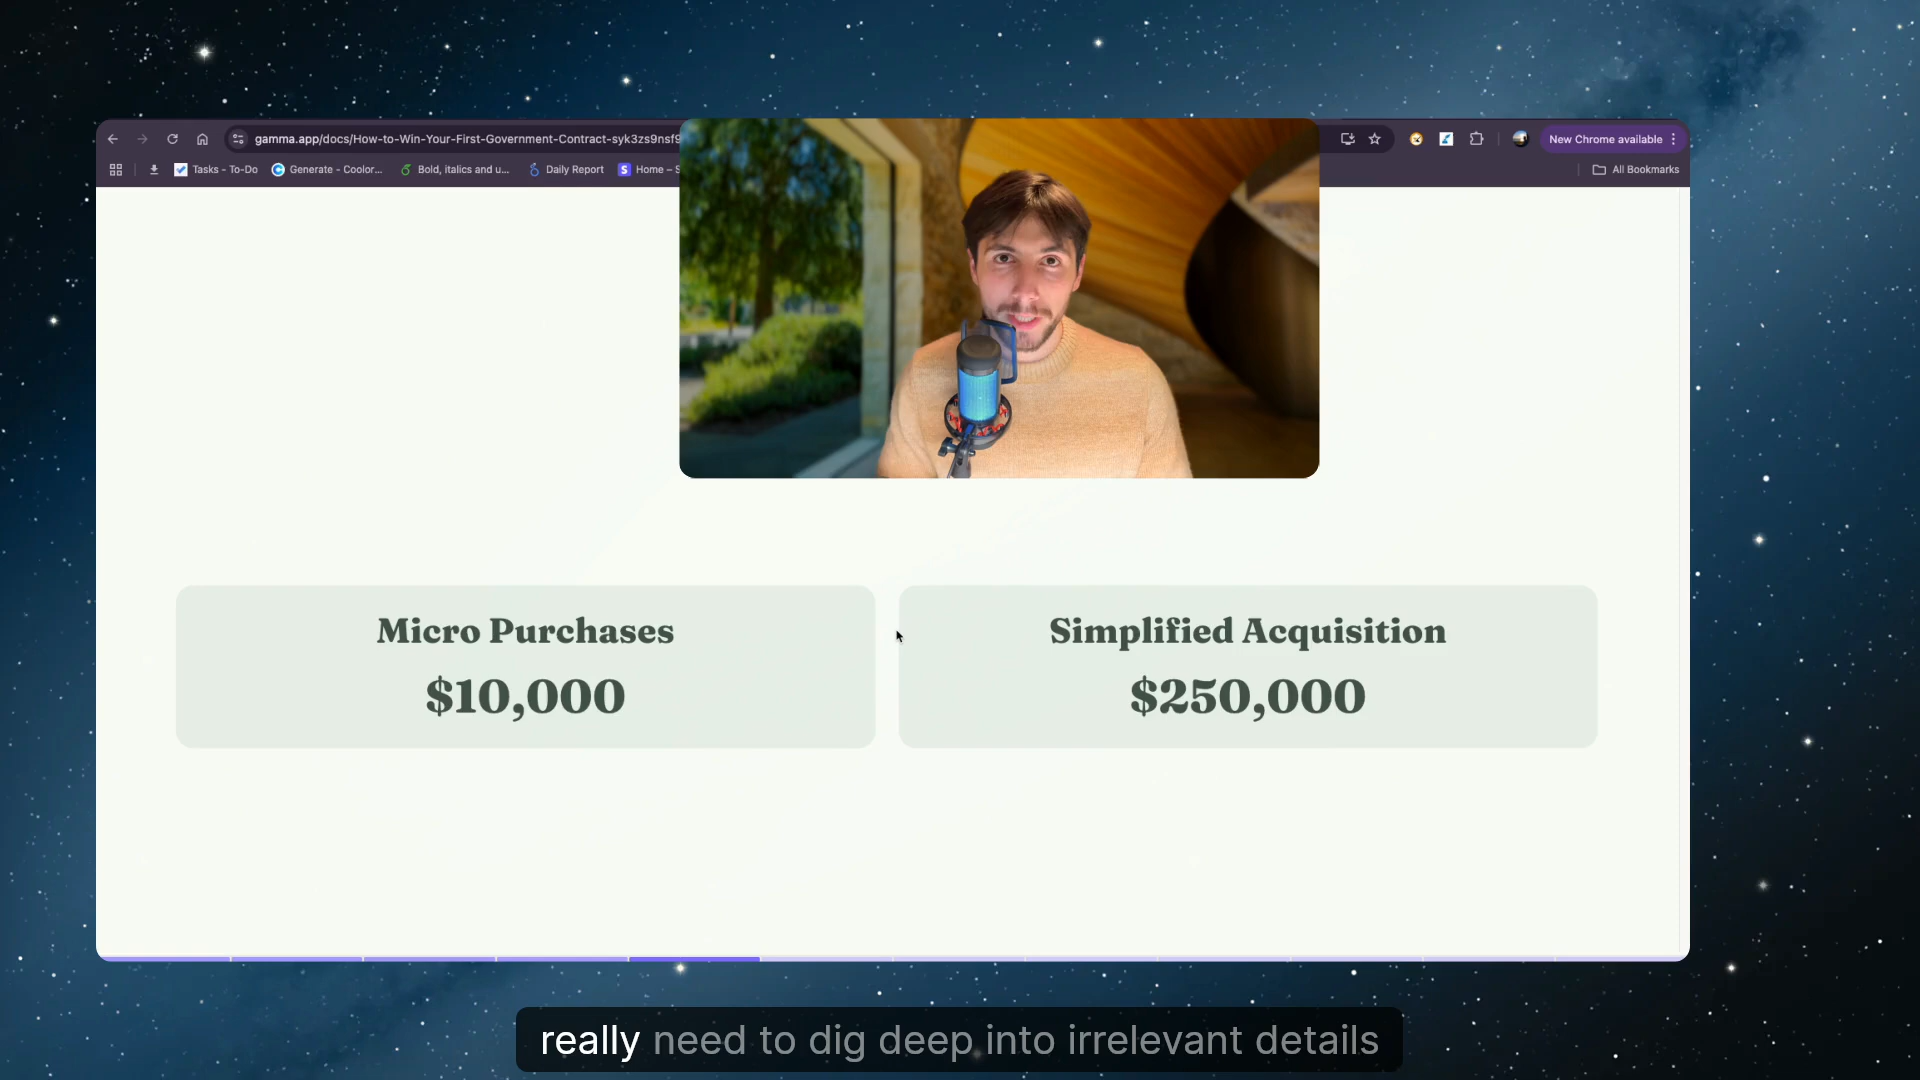 gamma.app/docs/How-to-Win-Your-First-Government-Contract-syk3zs9nsf9
New Chrome available
Tasks - To-Do
Generate - Coolor...
Bold, italics and u...
Daily Report
Home – S
All Bookmarks
Micro Purchases
$10,000
Simplified Acquisition
$250,000
really need to dig deep into irrelevant details